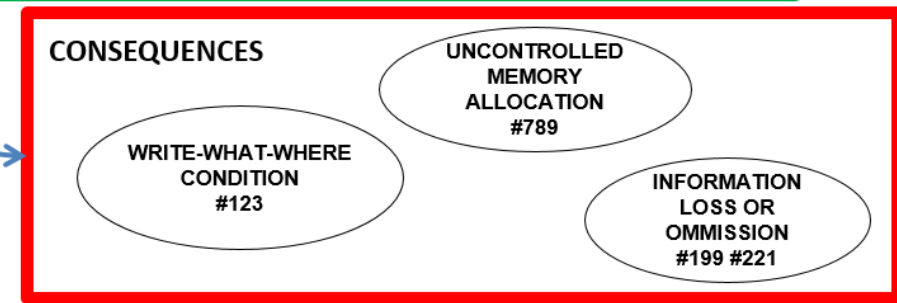 CONSEQUENCES
UNCONTROLLED
MEMORY
ALLOCATION
#789
WRITE-WHAT-WHERE
CONDITION
#123
INFORMATION
LOSS OR
OMMISSION
#199 #221